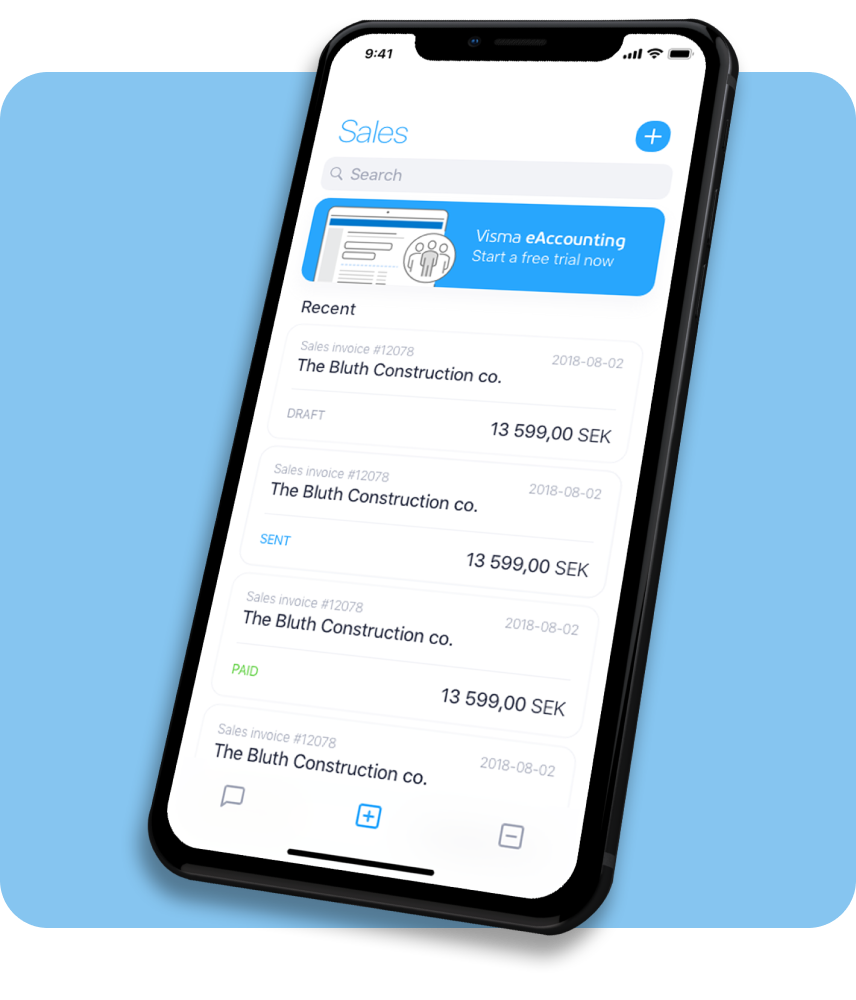 9:41
Sales
Search
Visma eAccounting
Start a free trial now
Recent
Sales invoice #12078
2018-08-02
The Bluth Construction co.
DRAFT
13 599,00 SEK
Sales invoice #12078
2018-08-02
The Bluth Construction co.
SENT
13 599,00 SEK
Sales invoice #12078
2018-08-02
The Bluth Construction co.
PAID
13 599,00 SEK
Sales invoice #12078
2018-08-02
The Bluth Construction co.